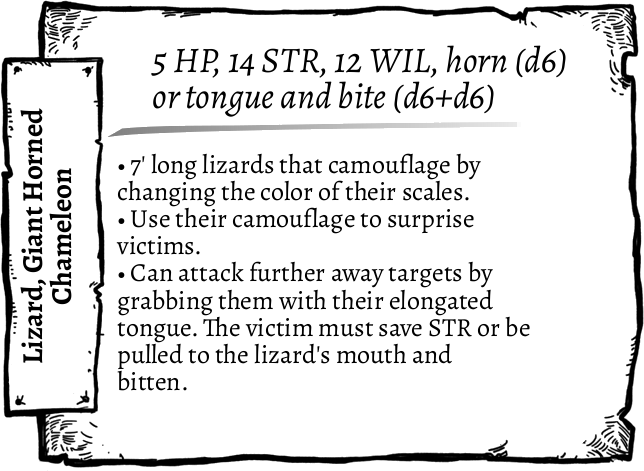 Lizard, Giant Horned
Chameleon
5 HP, 14 STR, 12 WIL, horn (d6)
or tongue and bite (d6+d6)
• 7' long lizards that camouflage by
changing the color of their scales.
• Use their camouflage to surprise
victims.
• Can attack further away targets by
grabbing them with their elongated
tongue. The victim must save STR or be
pulled to the lizard's mouth and
bitten.